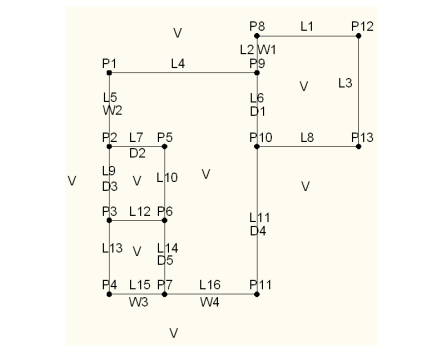 P8 L1 P12
V
L2 W1
P1 L4 P9
V L3
L5 L6
W2 D1
P2 L7 P5 P10 L8 P13
D2
L9 V L10 V
V D3 V
P3 L12 P6
L11
D4
L13 V L14
D5
P4 L15 P7 L16 P11
W3 W4
V